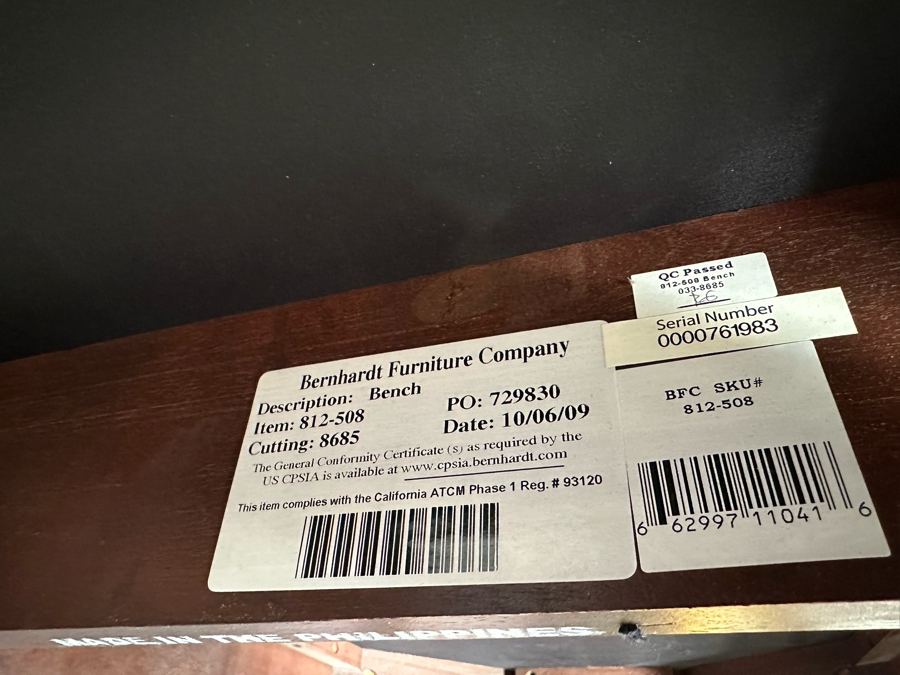 QC Passed
812-508 Bench
033-8685
Serial Number
0000761983
Bernhardt Furniture Company
Description: Bench
Item: 812-508
PO: 729830
Cutting: 8685
Date: 10/06/09
The General Conformity Certificate (s) as required by the
US CPSIA is available at www.cpsia.bernhardt.com
This item complies with the California ATCM Phase 1 Reg. # 93120
BFC SKU#
812-508
6 62997 11041 6
MADE IN THE PHILIPPINES